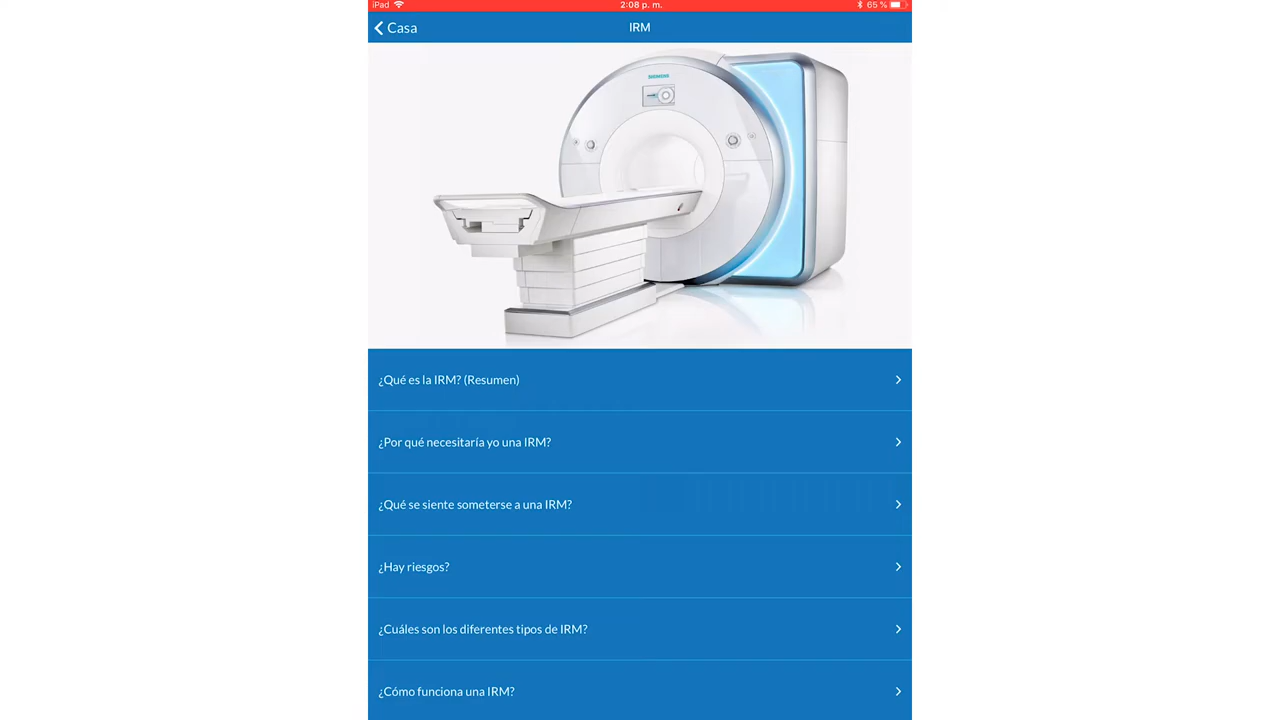 iPad 2:08 p. m. 65 %
Casa IRM
SIEMENS
¿Qué es la IRM? (Resumen)
¿Por qué necesitaría yo una IRM?
¿Qué se siente someterse a una IRM?
¿Hay riesgos?
¿Cuáles son los diferentes tipos de IRM?
¿Cómo funciona una IRM?